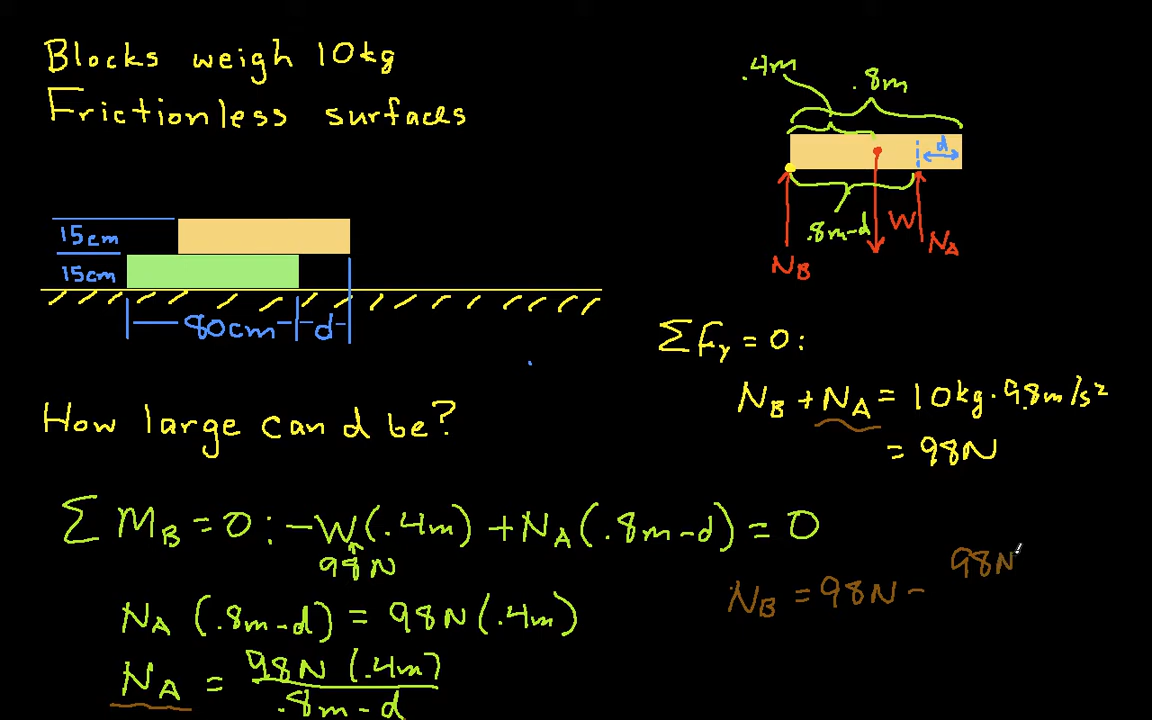 Blocks weigh 10kg
Frictionless surfaces
15cm
15cm
80cm
d
How large can d be?
.4m
.8m
d
.8m-d
W
N_B
N_A
ΣF_y = 0:
N_B + N_A = 10kg · 9.8m/s²
= 98N
ΣM_B = 0: -W(.4m) + N_A(.8m-d) = 0
98N
N_A (.8m-d) = 98N(.4m)
N_A = 98N (.4m)
.8m-d
N_B = 98N - 98N